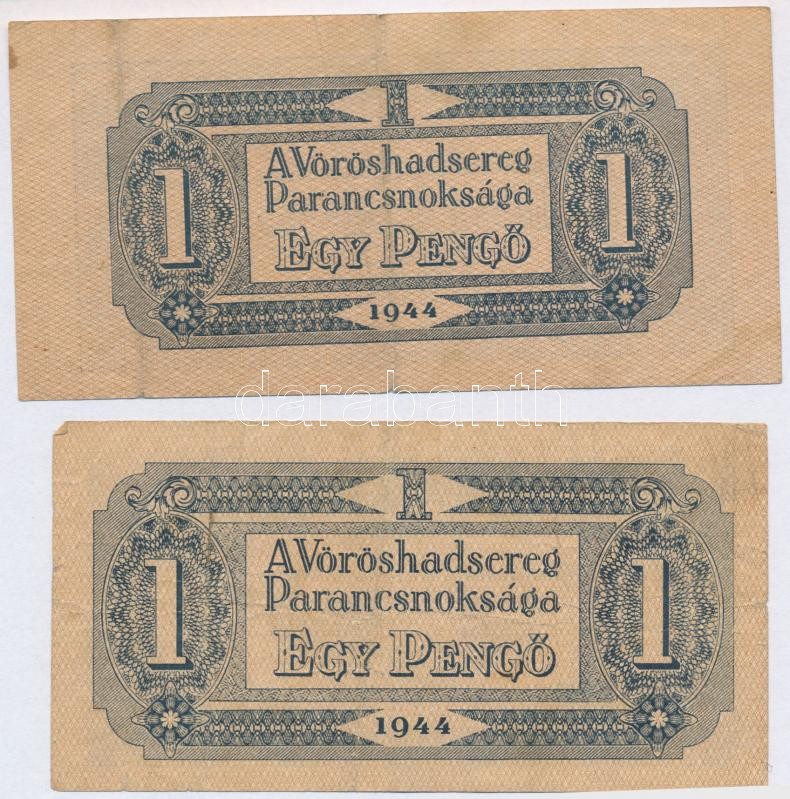 1
A Vöröshadsereg
Parancsnoksága
1 1
EGY PENGŐ
1944
darabanth
1
A Vöröshadsereg
Parancsnoksága
1 1
EGY PENGŐ
1944